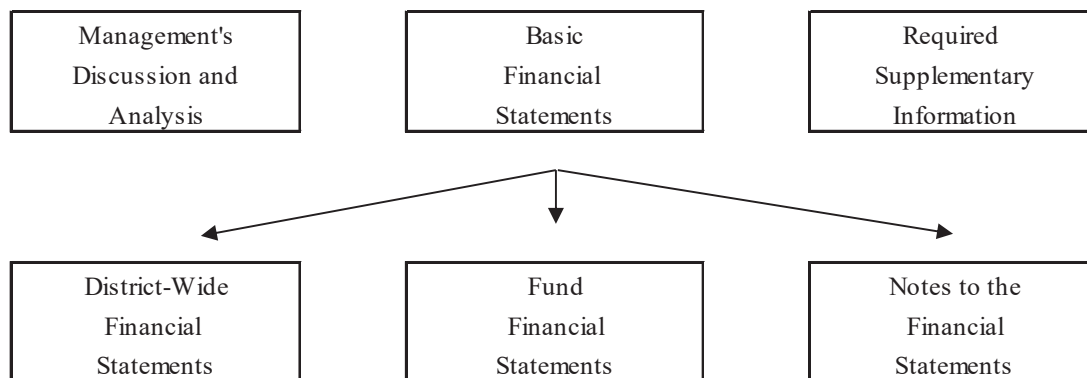 Management's
Discussion and
Analysis
Basic
Financial
Statements
Required
Supplementary
Information
District-Wide
Financial
Statements
Fund
Financial
Statements
Notes to the
Financial
Statements